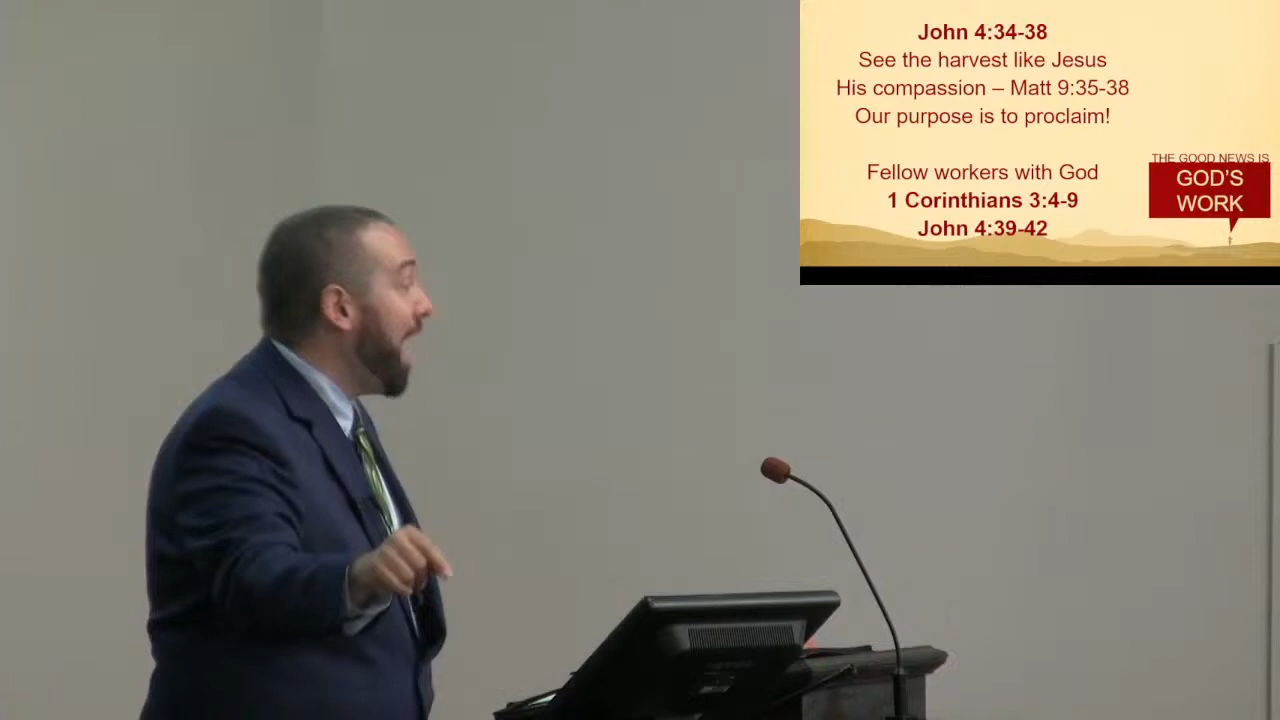 John 4:34-38
See the harvest like Jesus
His compassion – Matt 9:35-38
Our purpose is to proclaim!
Fellow workers with God
1 Corinthians 3:4-9
John 4:39-42
THE GOOD NEWS IS
GOD'S
WORK